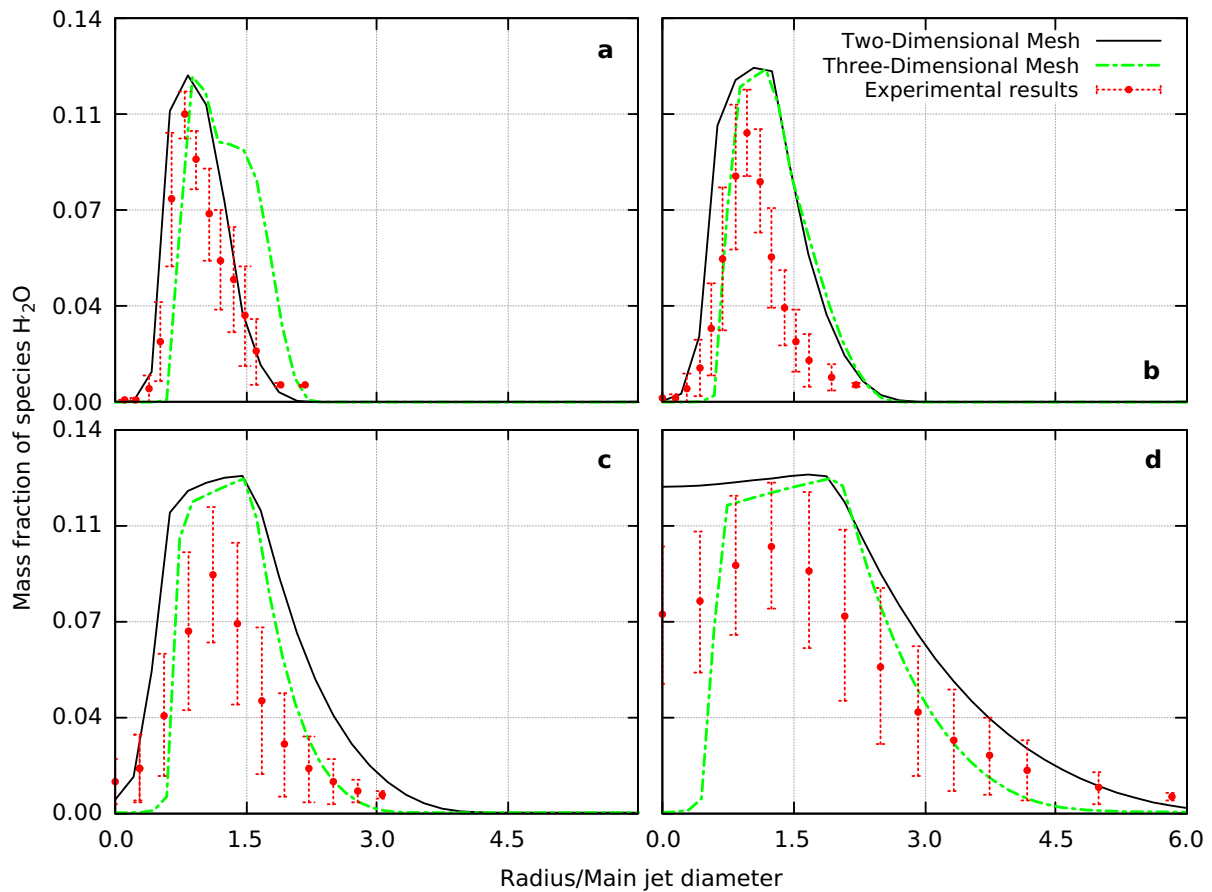 0.14
0.11
0.07
0.04
0.00
a
Two-Dimensional Mesh
Three-Dimensional Mesh
Experimental results
b
Mass fraction of species H2O
0.14
0.11
0.07
0.04
0.00
c
d
0.0 1.5 3.0 4.5 0.0 1.5 3.0 4.5 6.0
Radius/Main jet diameter